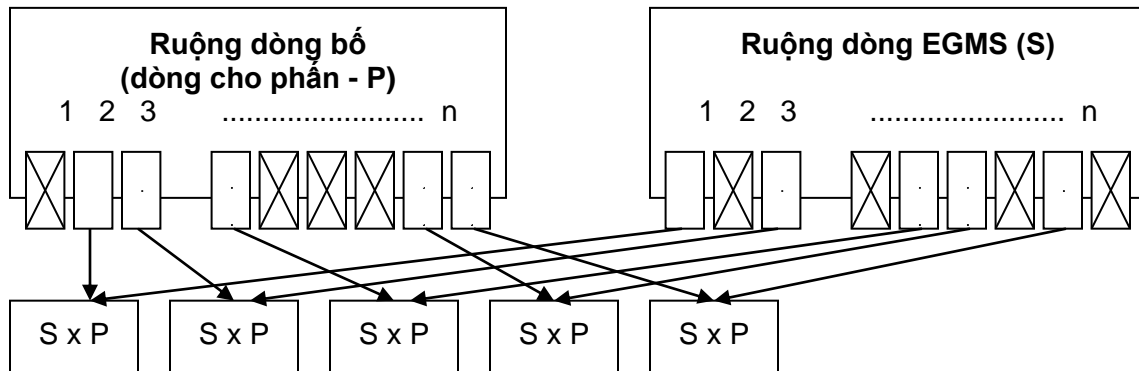 Ruộng dòng bố
(dòng cho phấn - P)
1 2 3 ......................... n
Ruộng dòng EGMS (S)
1 2 3 ........................ n
S x P S x P S x P S x P S x P